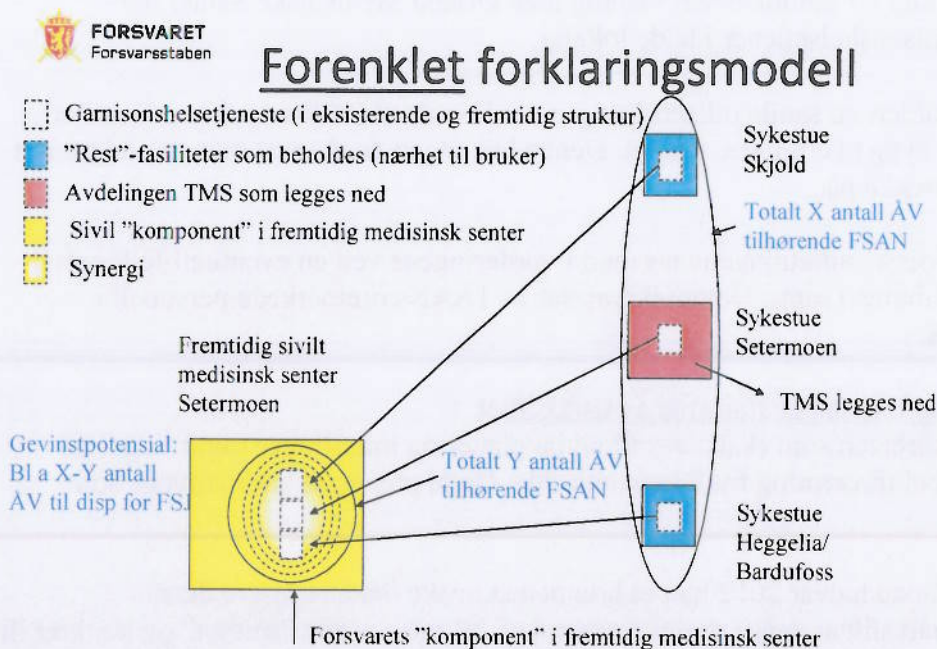 FORSVARET
Forsvarsstaben
Forenklet forklaringsmodell
Garnisonshelsetjeneste (i eksisterende og fremtidig struktur)
"Rest"-fasiliteter som beholdes (nærhet til bruker)
Avdelingen TMS som legges ned
Sivil "komponent" i fremtidig medisinsk senter
Synergi
Sykestue
Skjold
Totalt X antall ÅV
tilhørende FSAN
Sykestue
Setermoen
TMS legges ned
Fremtidig sivilt
medisinsk senter
Setermoen
Gevinstpotensial:
Bl a X-Y antall
ÅV til disp for FSJ
Totalt Y antall ÅV
tilhørende FSAN
Sykestue
Heggelia/
Bardufoss
Forsvarets "komponent" i fremtidig medisinsk senter